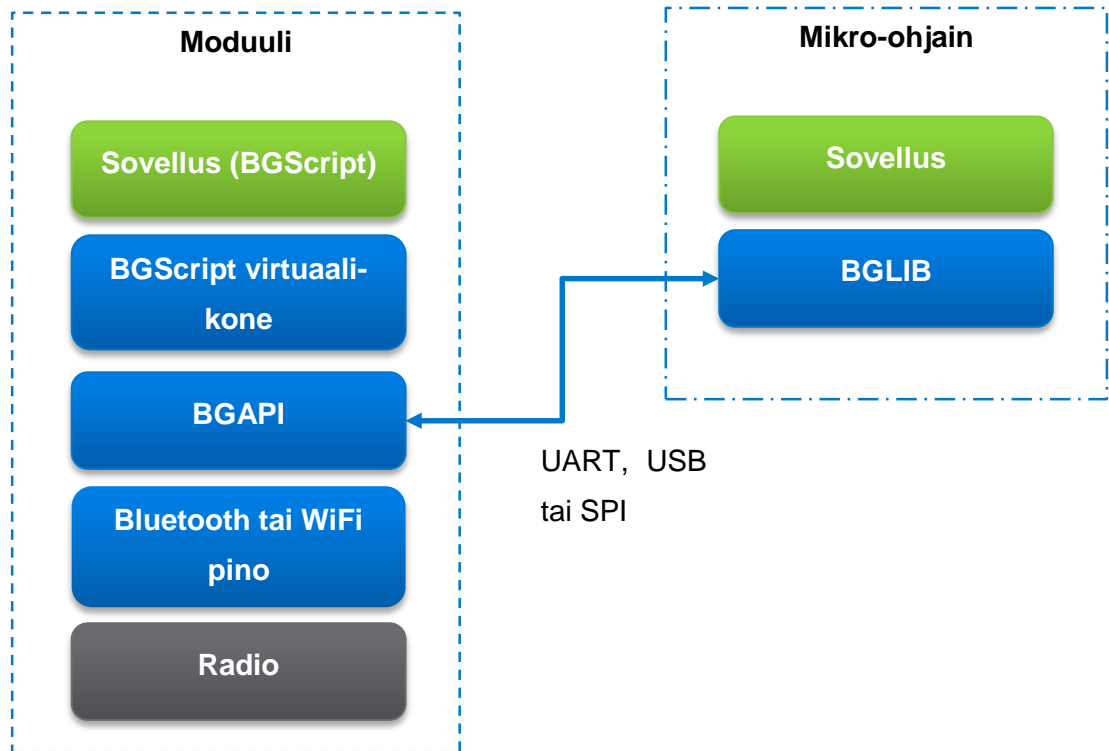 Moduuli
Sovellus (BGScript)
BGScript virtuaali-
kone
BGAPI
Bluetooth tai WiFi
pino
Radio
UART, USB
tai SPI
Mikro-ohjain
Sovellus
BGLIB